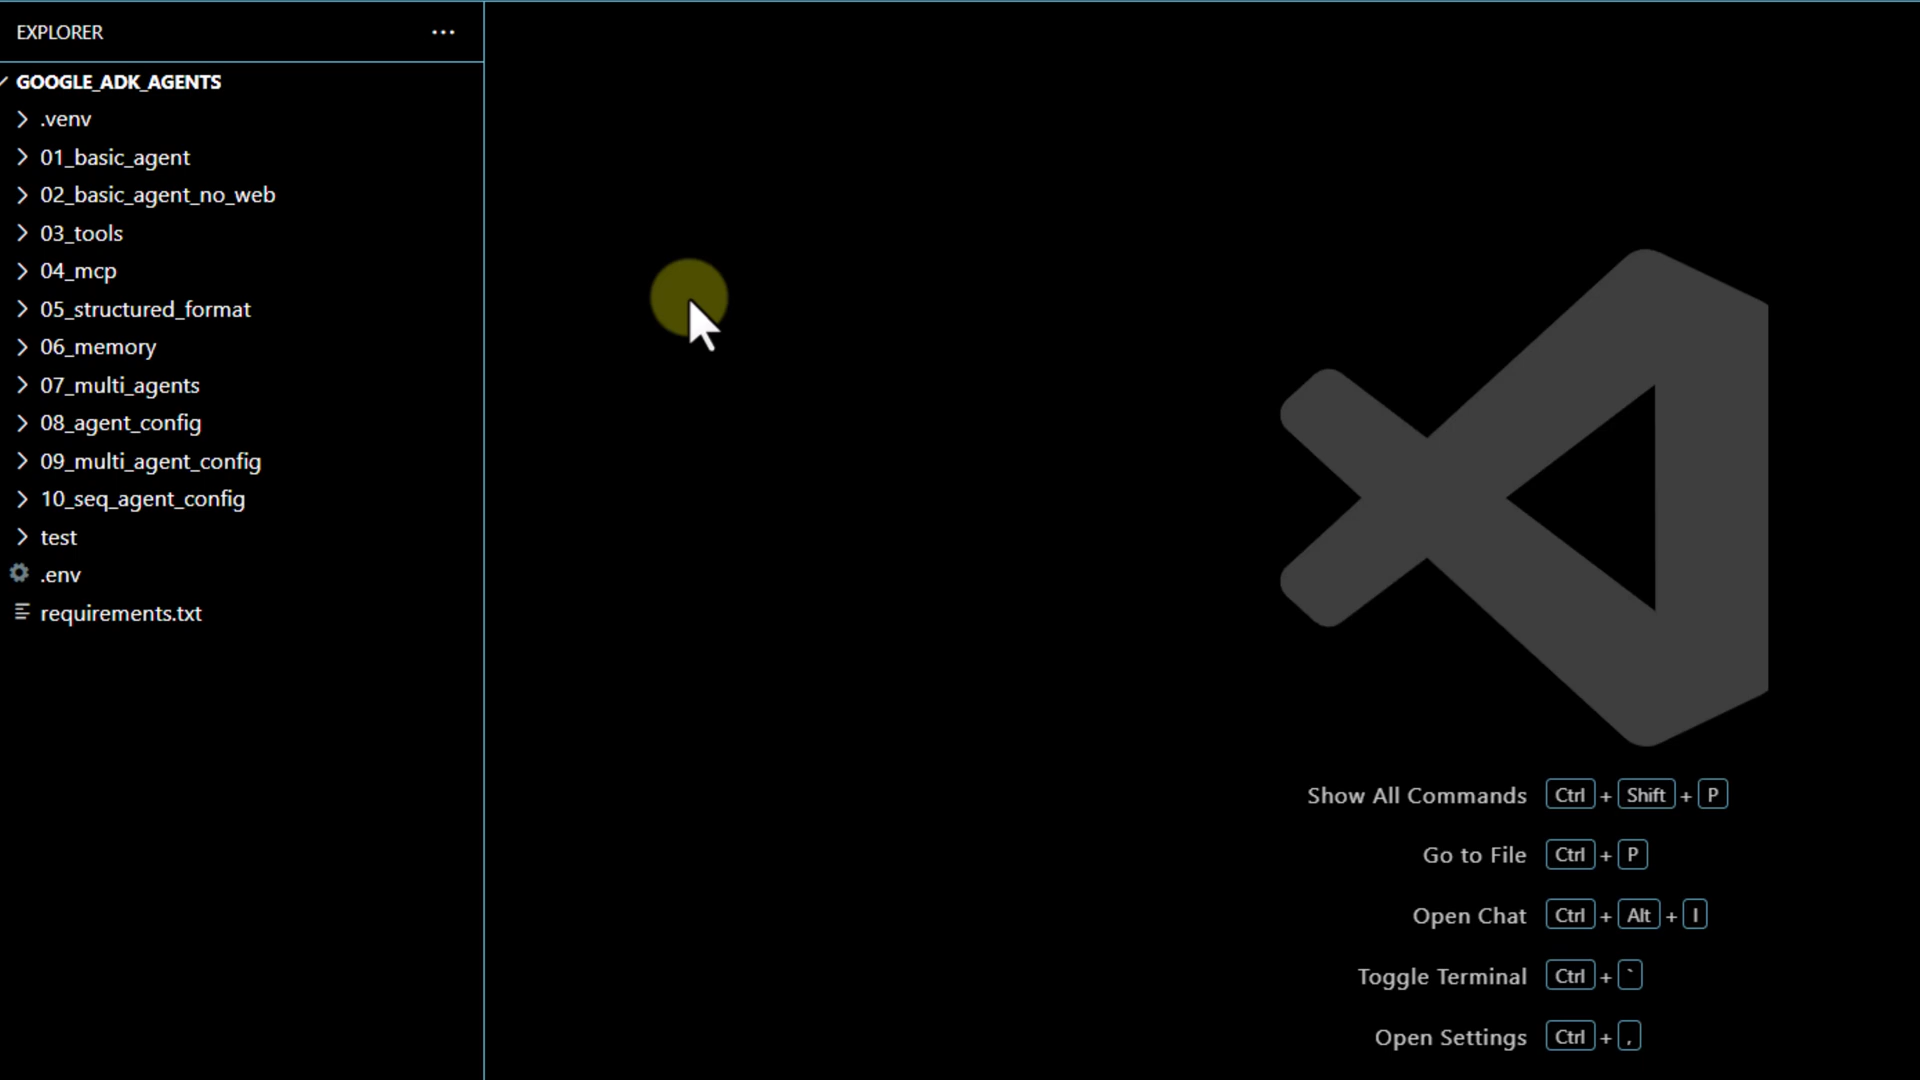 EXPLORER
GOOGLE_ADK_AGENTS
.venv
01_basic_agent
02_basic_agent_no_web
03_tools
04_mcp
05_structured_format
06_memory
07_multi_agents
08_agent_config
09_multi_agent_config
10_seq_agent_config
test
.env
requirements.txt
Show All Commands Ctrl + Shift + P
Go to File Ctrl + P
Open Chat Ctrl + Alt + I
Toggle Terminal Ctrl + `
Open Settings Ctrl + ,